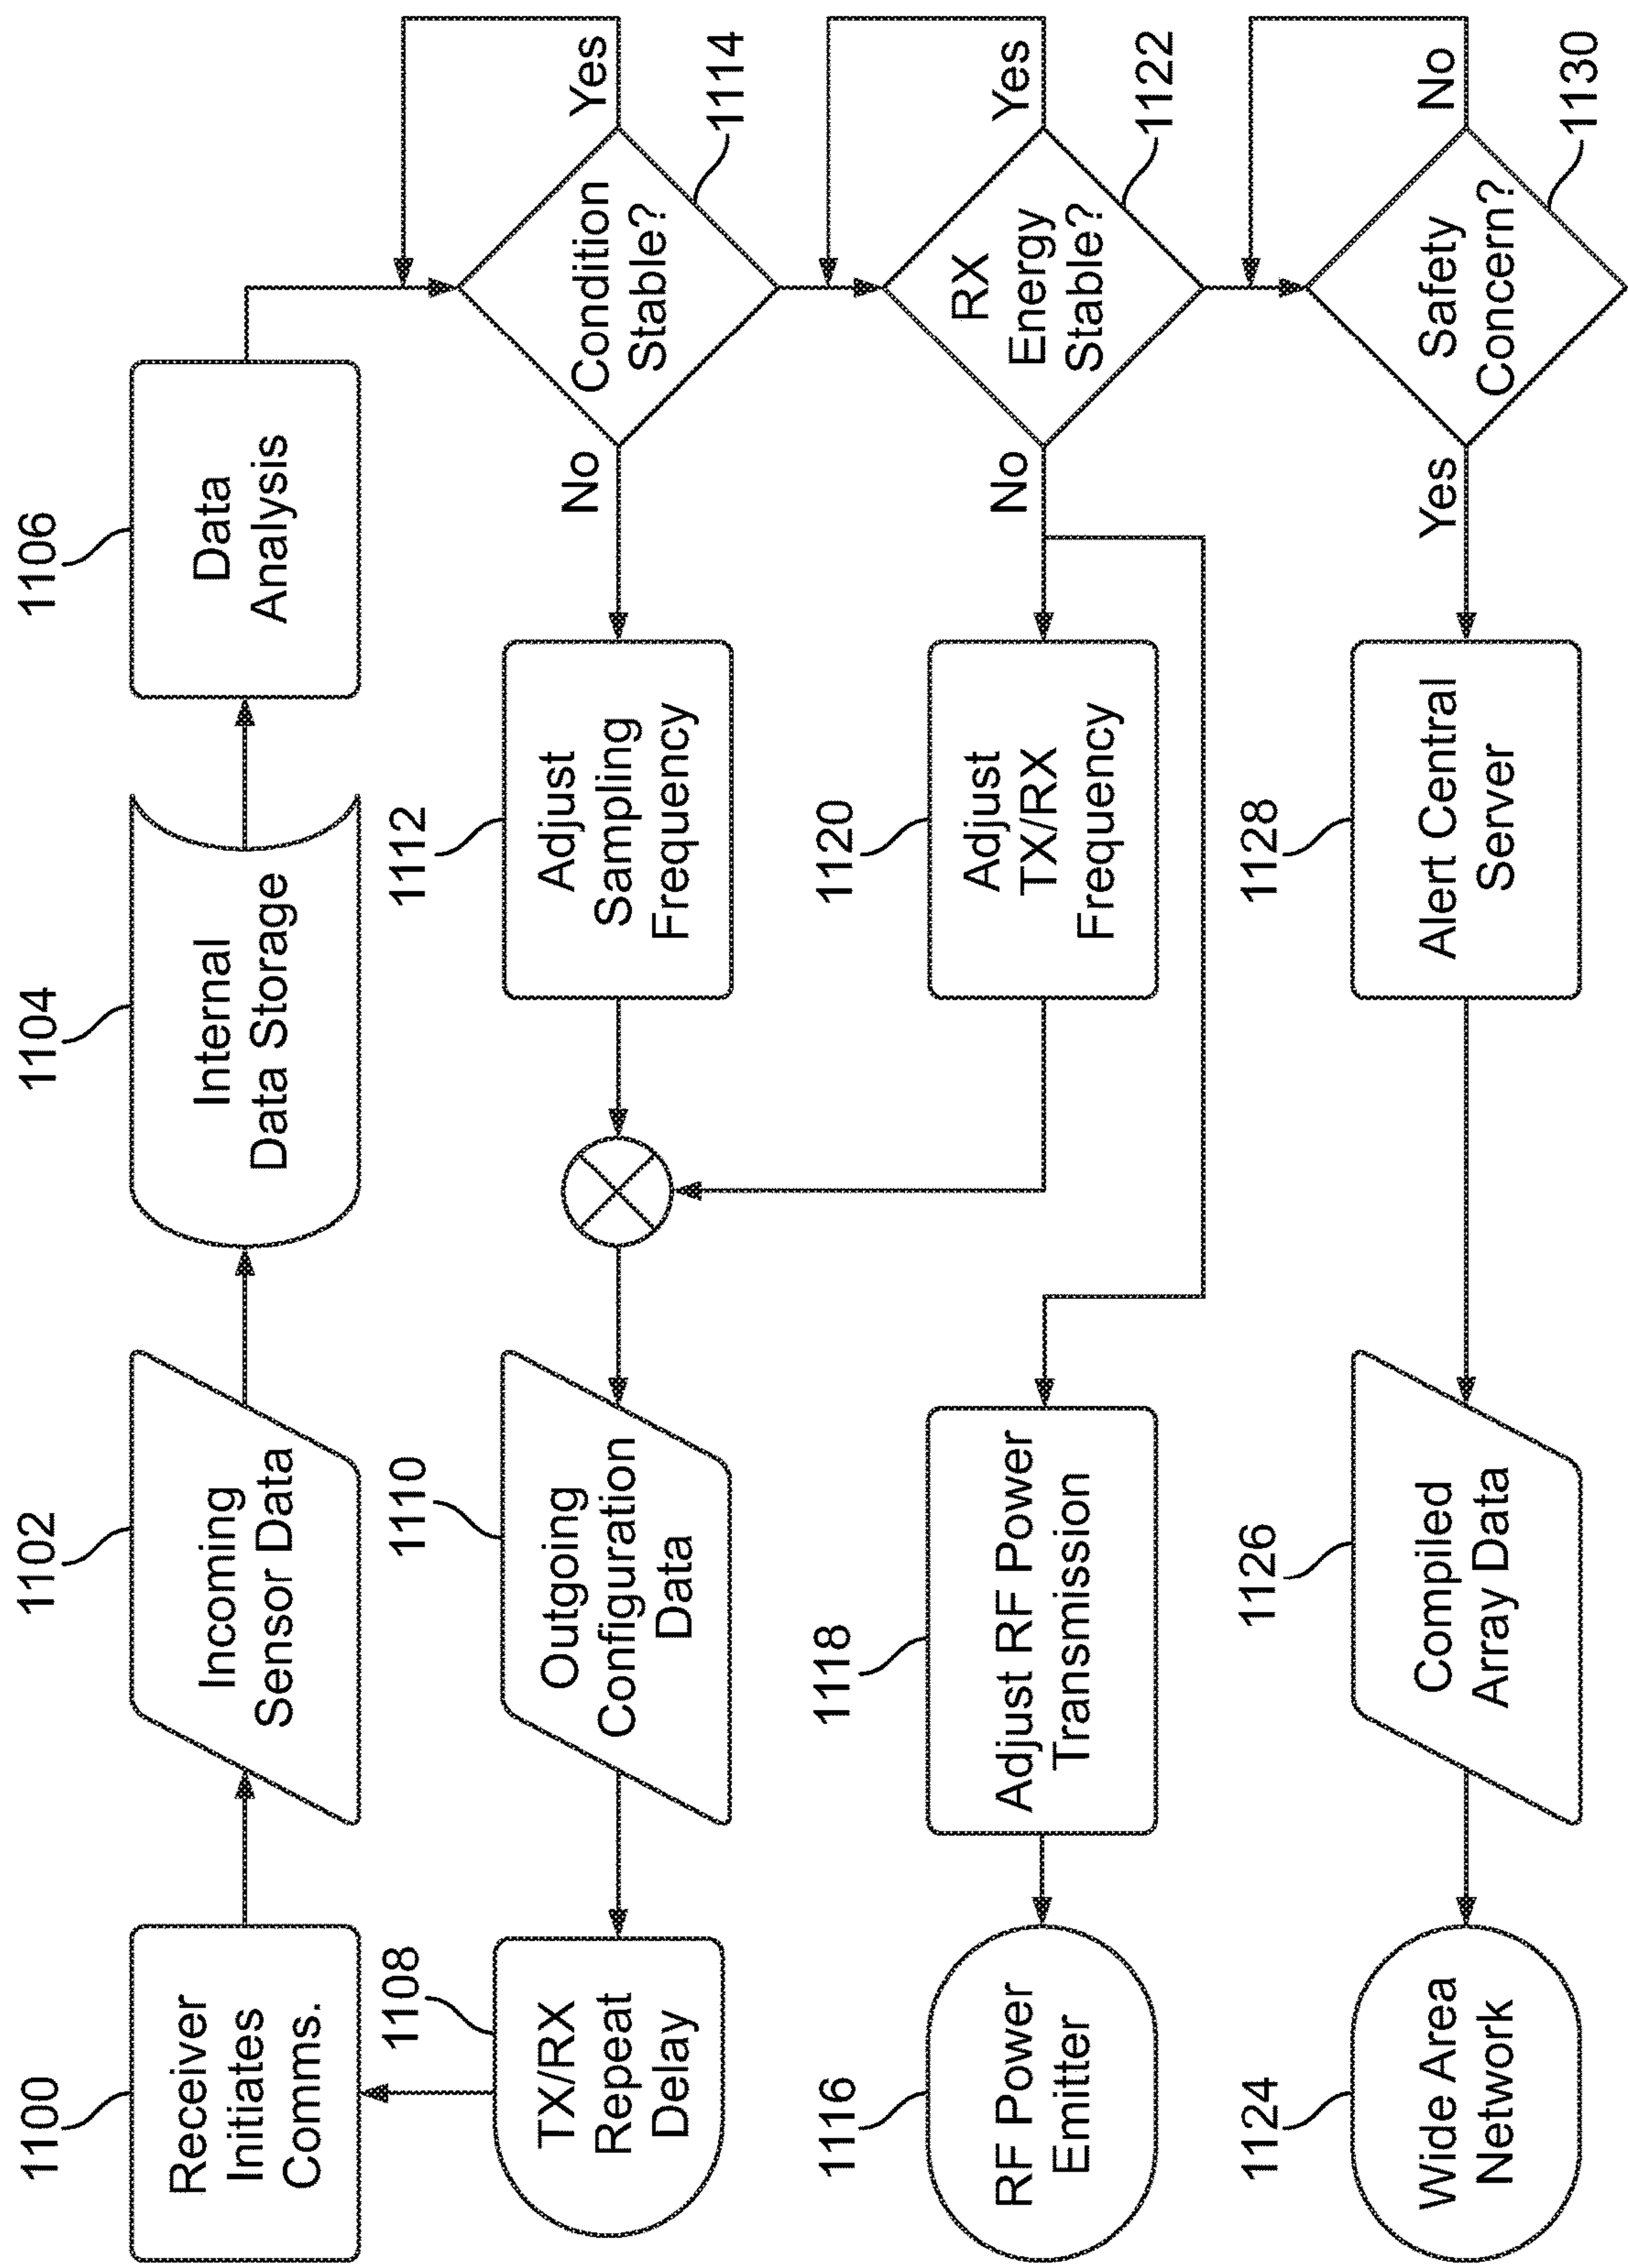 1100
Receiver
Initiates
Comms.
1102
Incoming
Sensor Data
1104
Internal
Data Storage
1106
Data
Analysis
1108
TX/RX
Repeat
Delay
1110
Outgoing
Configuration
Data
1112
Adjust
Sampling
Frequency
No
Condition
Stable?
Yes
1114
1116
RF Power
Emitter
1118
Adjust RF Power
Transmission
1120
Adjust
TX/RX
Frequency
No
RX
Energy
Stable?
Yes
1122
1124
Wide Area
Network
1126
Compiled
Array Data
1128
Alert Central
Server
Yes
Safety
Concern?
No
1130